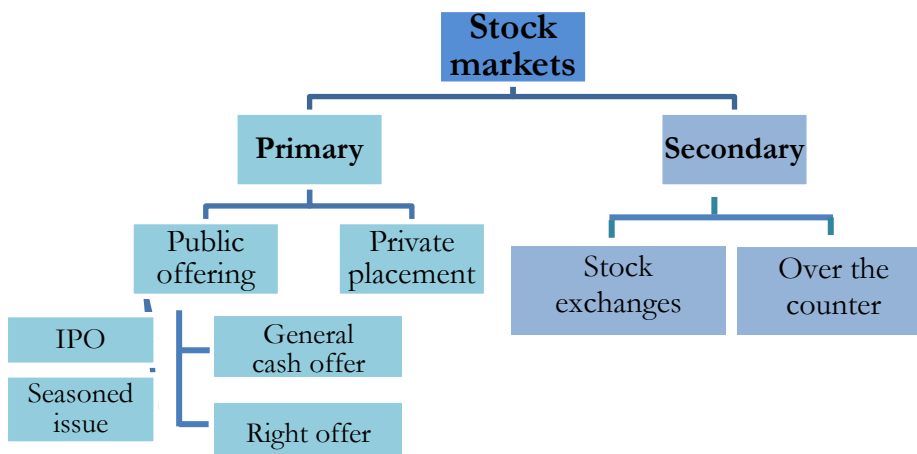 Stock
markets
Primary
Secondary
Public
offering
Private
placement
Stock
exchanges
Over the
counter
IPO
General
cash offer
Seasoned
issue
Right offer